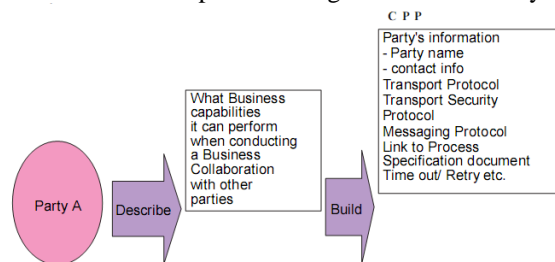 C P P
Party's information
- Party name
- contact info
Transport Protocol
Transport Security
Protocol
Messaging Protocol
Link to Process
Specification document
Time out/ Retry etc.
What Business
capabilities
it can perform
when conducting
a Business
Collaboration
with other
parties
Party A
Describe
Build